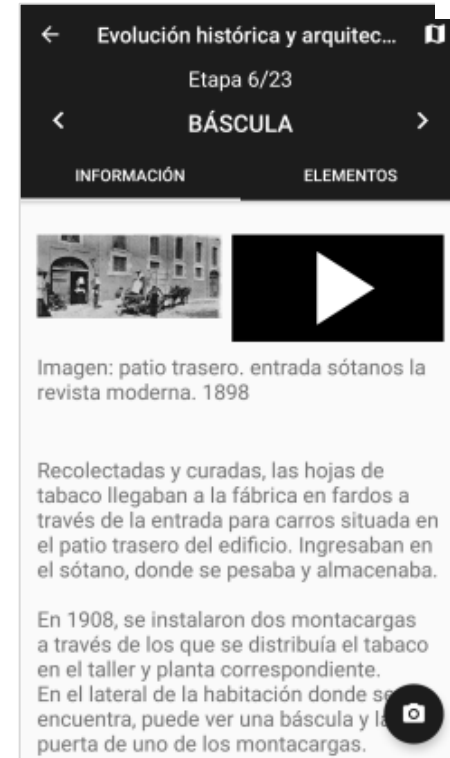 Evolución histórica y arquitec...
Etapa 6/23
BÁSCULA
INFORMACIÓN
ELEMENTOS
Imagen: patio trasero. entrada sótanos la
revista moderna. 1898
Recolectadas y curadas, las hojas de
tabaco llegaban a la fábrica en fardos a
través de la entrada para carros situada en
el patio trasero del edificio. Ingresaban en
el sótano, donde se pesaba y almacenaba.
En 1908, se instalaron dos montacargas
a través de los que se distribuía el tabaco
en el taller y planta correspondiente.
En el lateral de la habitación donde se
encuentra, puede ver una báscula y la
puerta de uno de los montacargas.